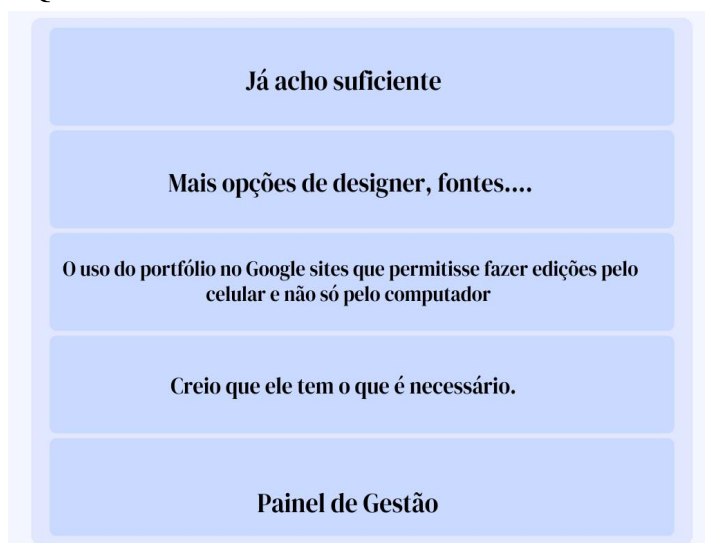 Já acho suficiente
Mais opções de designer, fontes....
O uso do portfólio no Google sites que permitisse fazer edições pelo
celular e não só pelo computador
Creio que ele tem o que é necessário.
Painel de Gestão